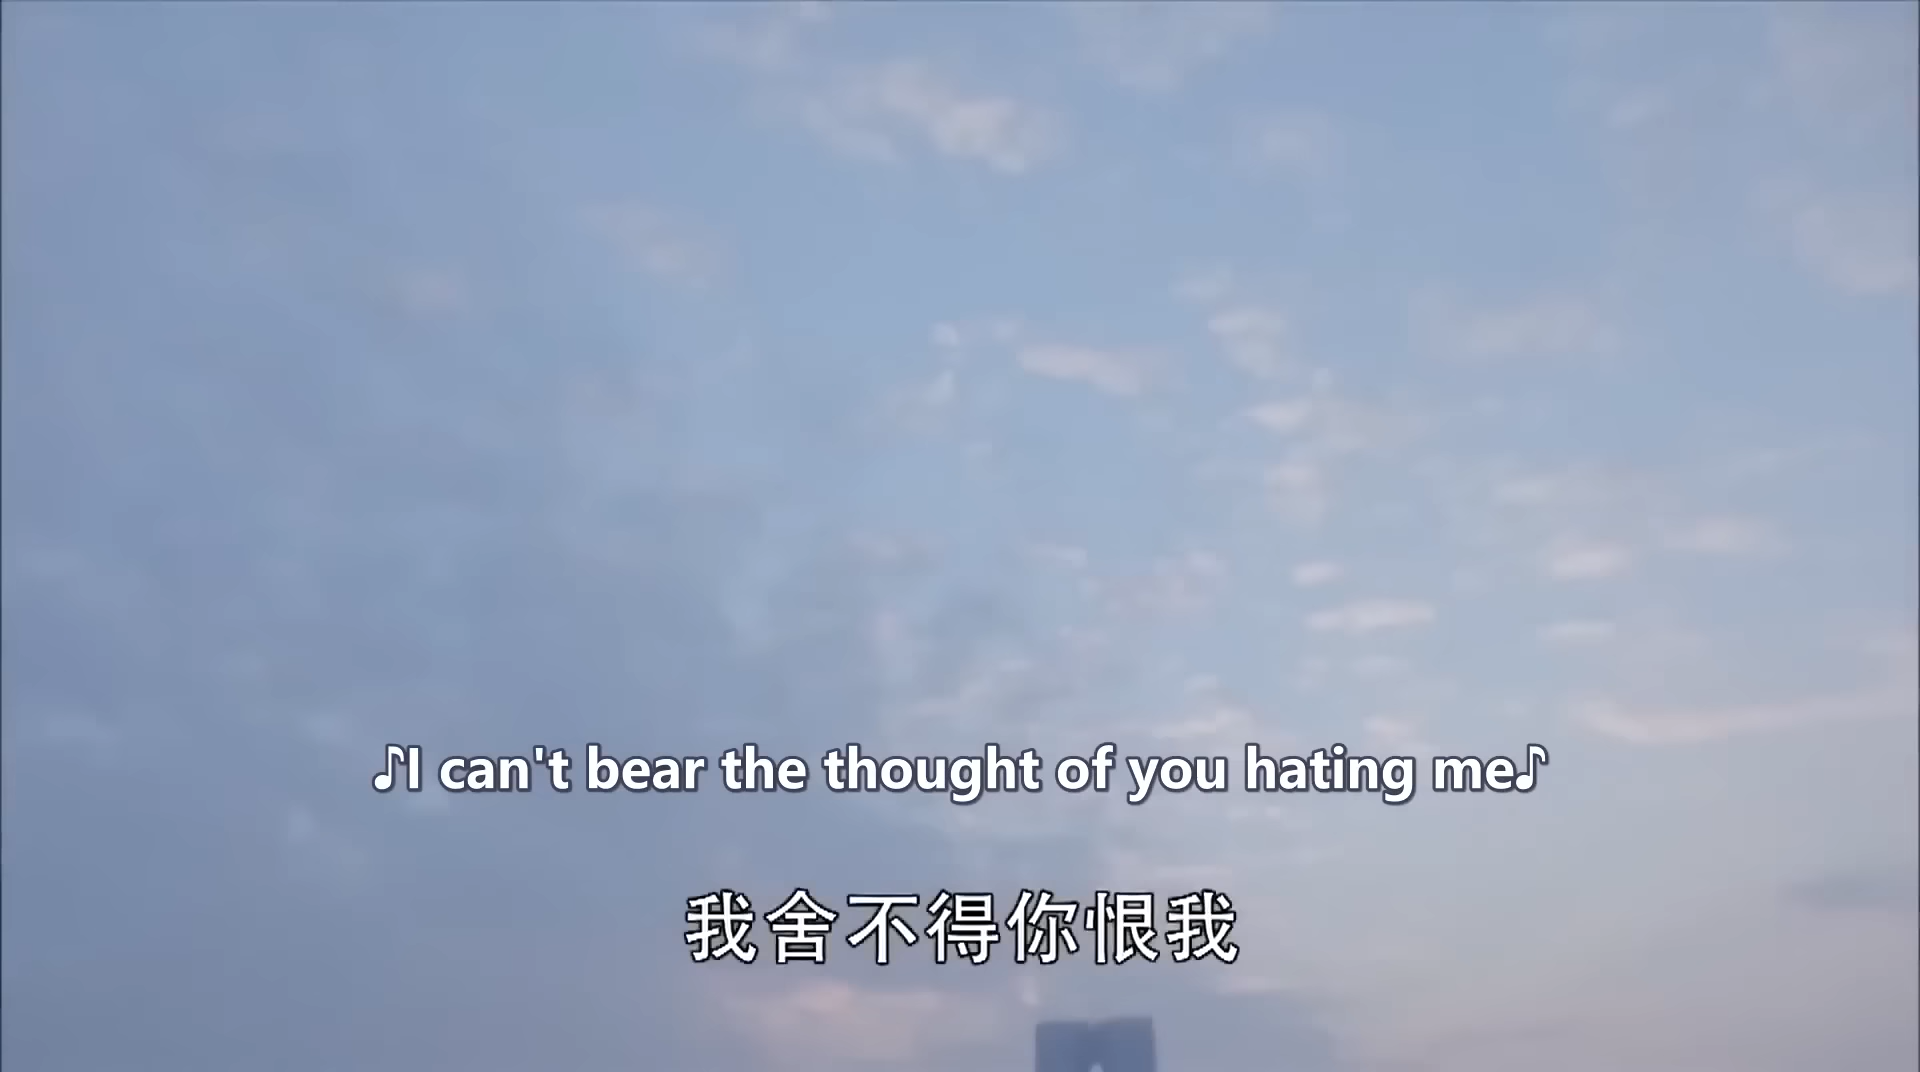 ♪I can't bear the thought of you hating me♪
我舍不得你恨我